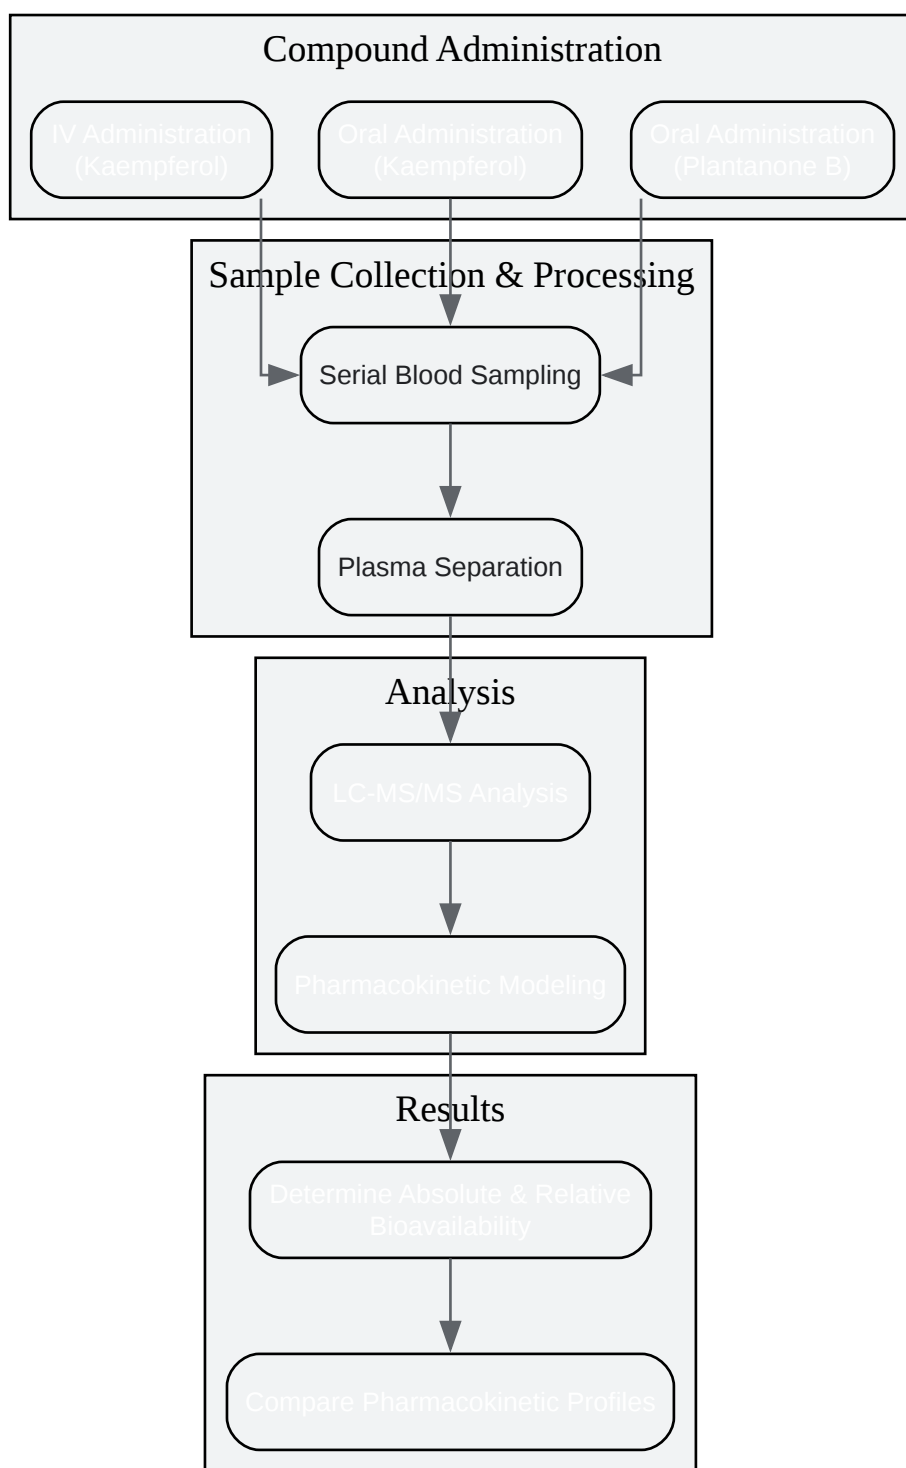 Compound Administration
IV Administration
(Kaempferol)
Oral Administration
(Kaempferol)
Oral Administration
(Plantanone B)
Sample Collection & Processing
Serial Blood Sampling
Plasma Separation
Analysis
LC-MS/MS Analysis
Pharmacokinetic Modeling
Results
Determine Absolute & Relative
Bioavailability
Compare Pharmacokinetic Profiles